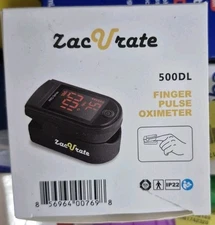 Zacurate
500DL
FINGER
PULSE
OXIMETER
IP22
8 56964 00769 8